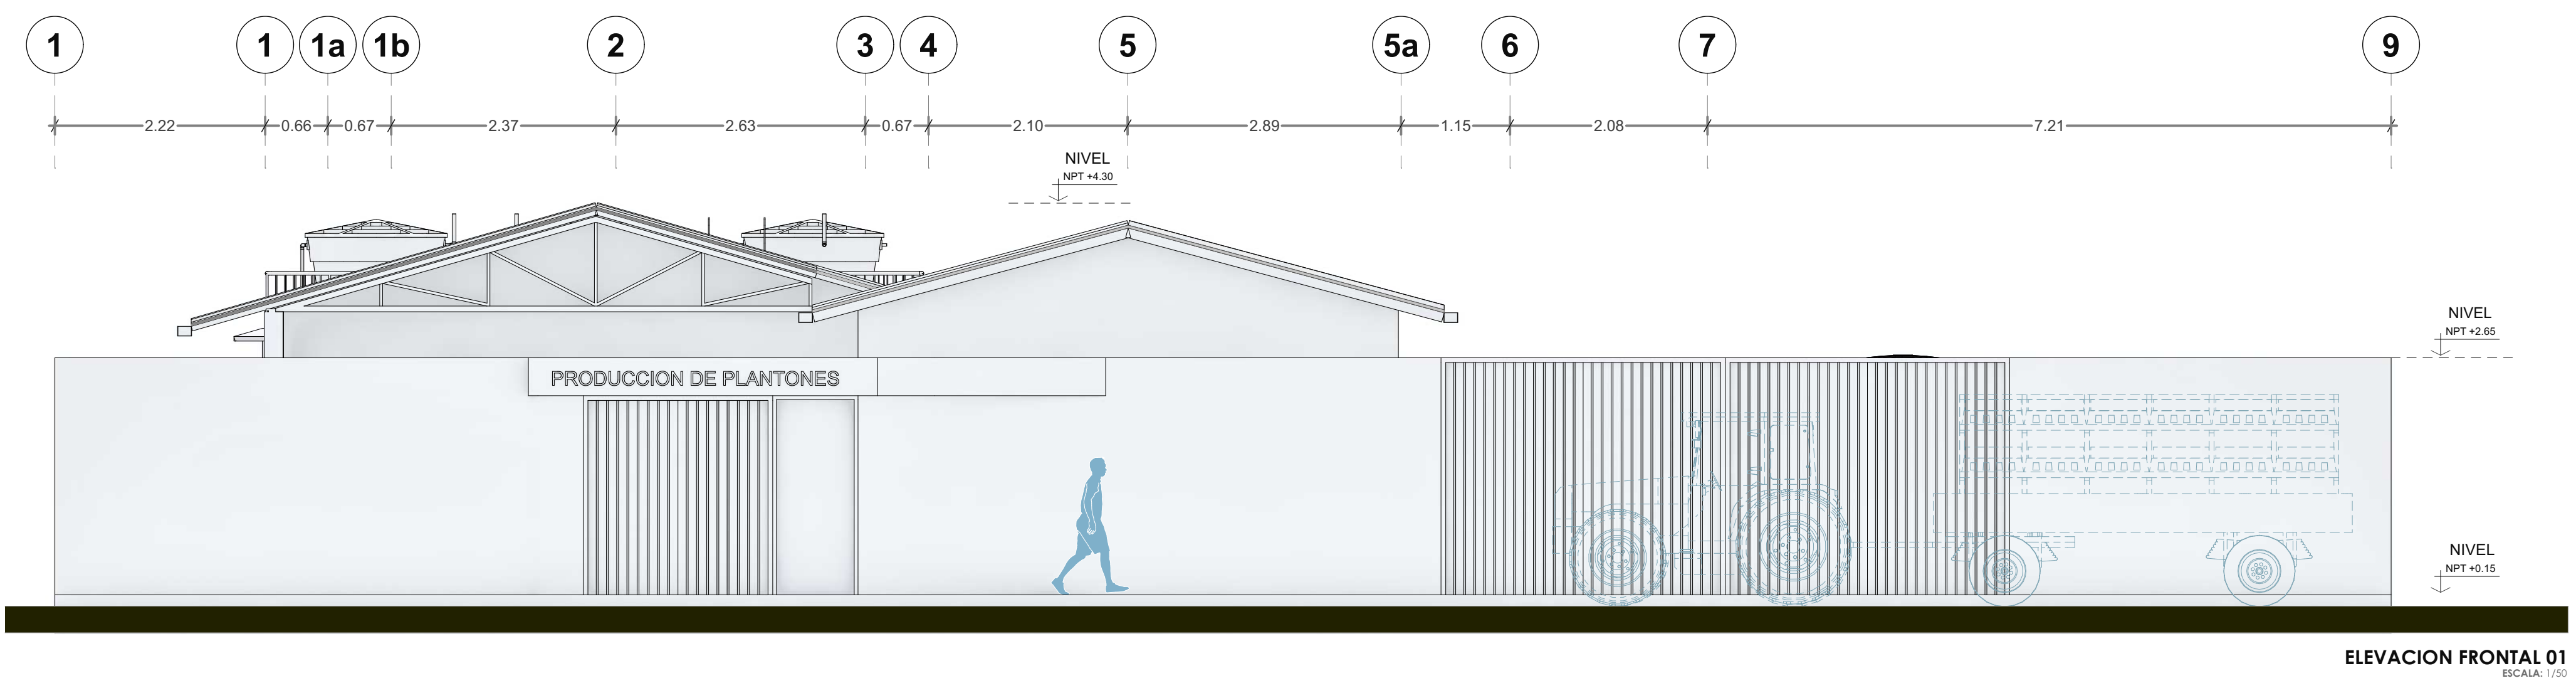 1 1 1a 1b 2 3 4 5 5a 6 7 9
2.22 0.66 0.67 2.37 2.63 0.67 2.10 2.89 1.15 2.08 7.21
NIVEL
NPT +4.30
NIVEL
NPT +2.65
PRODUCCION DE PLANTONES
NIVEL
NPT +0.15
ELEVACION FRONTAL 01
ESCALA: 1/50